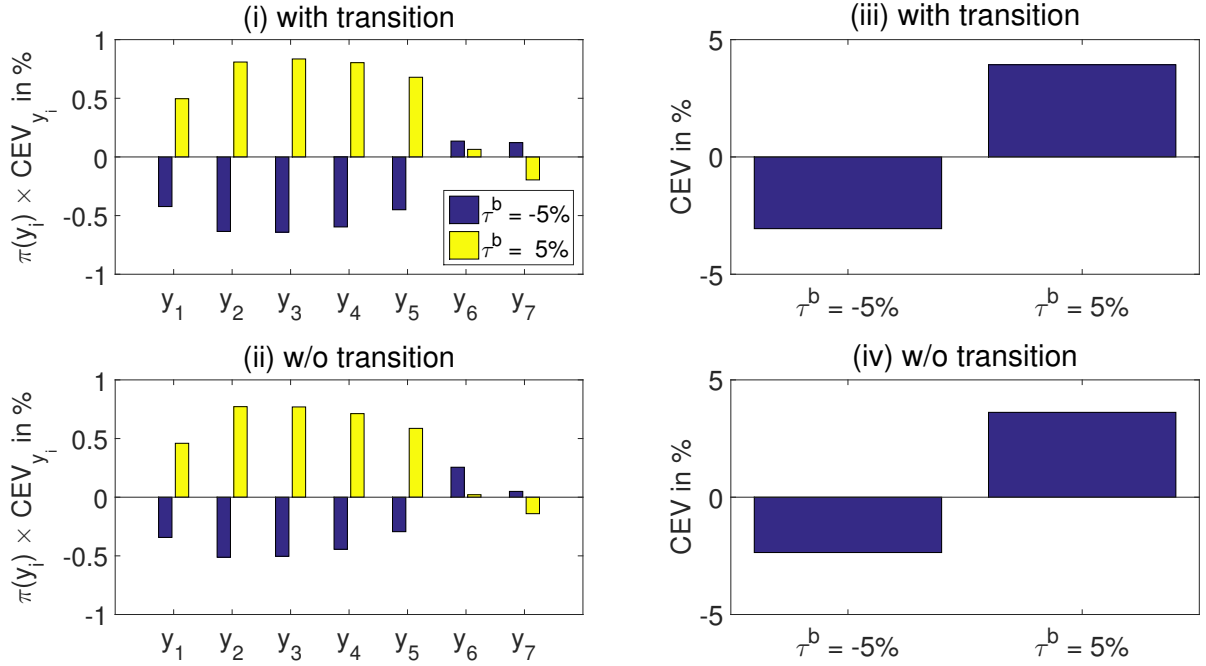 (i) with transition
1
0.5
0
-0.5
-1
π(y_i) × CEV_{y_i} in %
τ^b = -5%
τ^b = 5%
y_1 y_2 y_3 y_4 y_5 y_6 y_7
(iii) with transition
5
0
-5
CEV in %
τ^b = -5% τ^b = 5%
(ii) w/o transition
1
0.5
0
-0.5
-1
π(y_i) × CEV_{y_i} in %
y_1 y_2 y_3 y_4 y_5 y_6 y_7
(iv) w/o transition
5
0
-5
CEV in %
τ^b = -5% τ^b = 5%